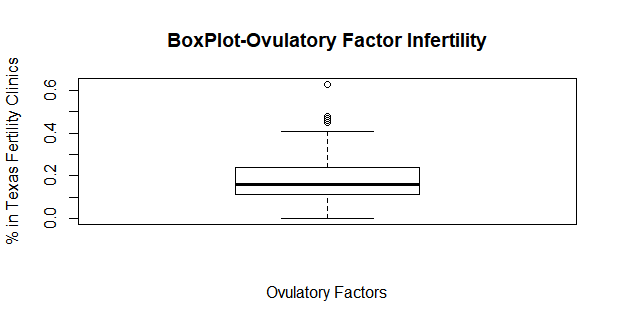 BoxPlot-Ovulatory Factor Infertility
% in Texas Fertility Clinics
0.6
0.4
0.2
0.0
Ovulatory Factors